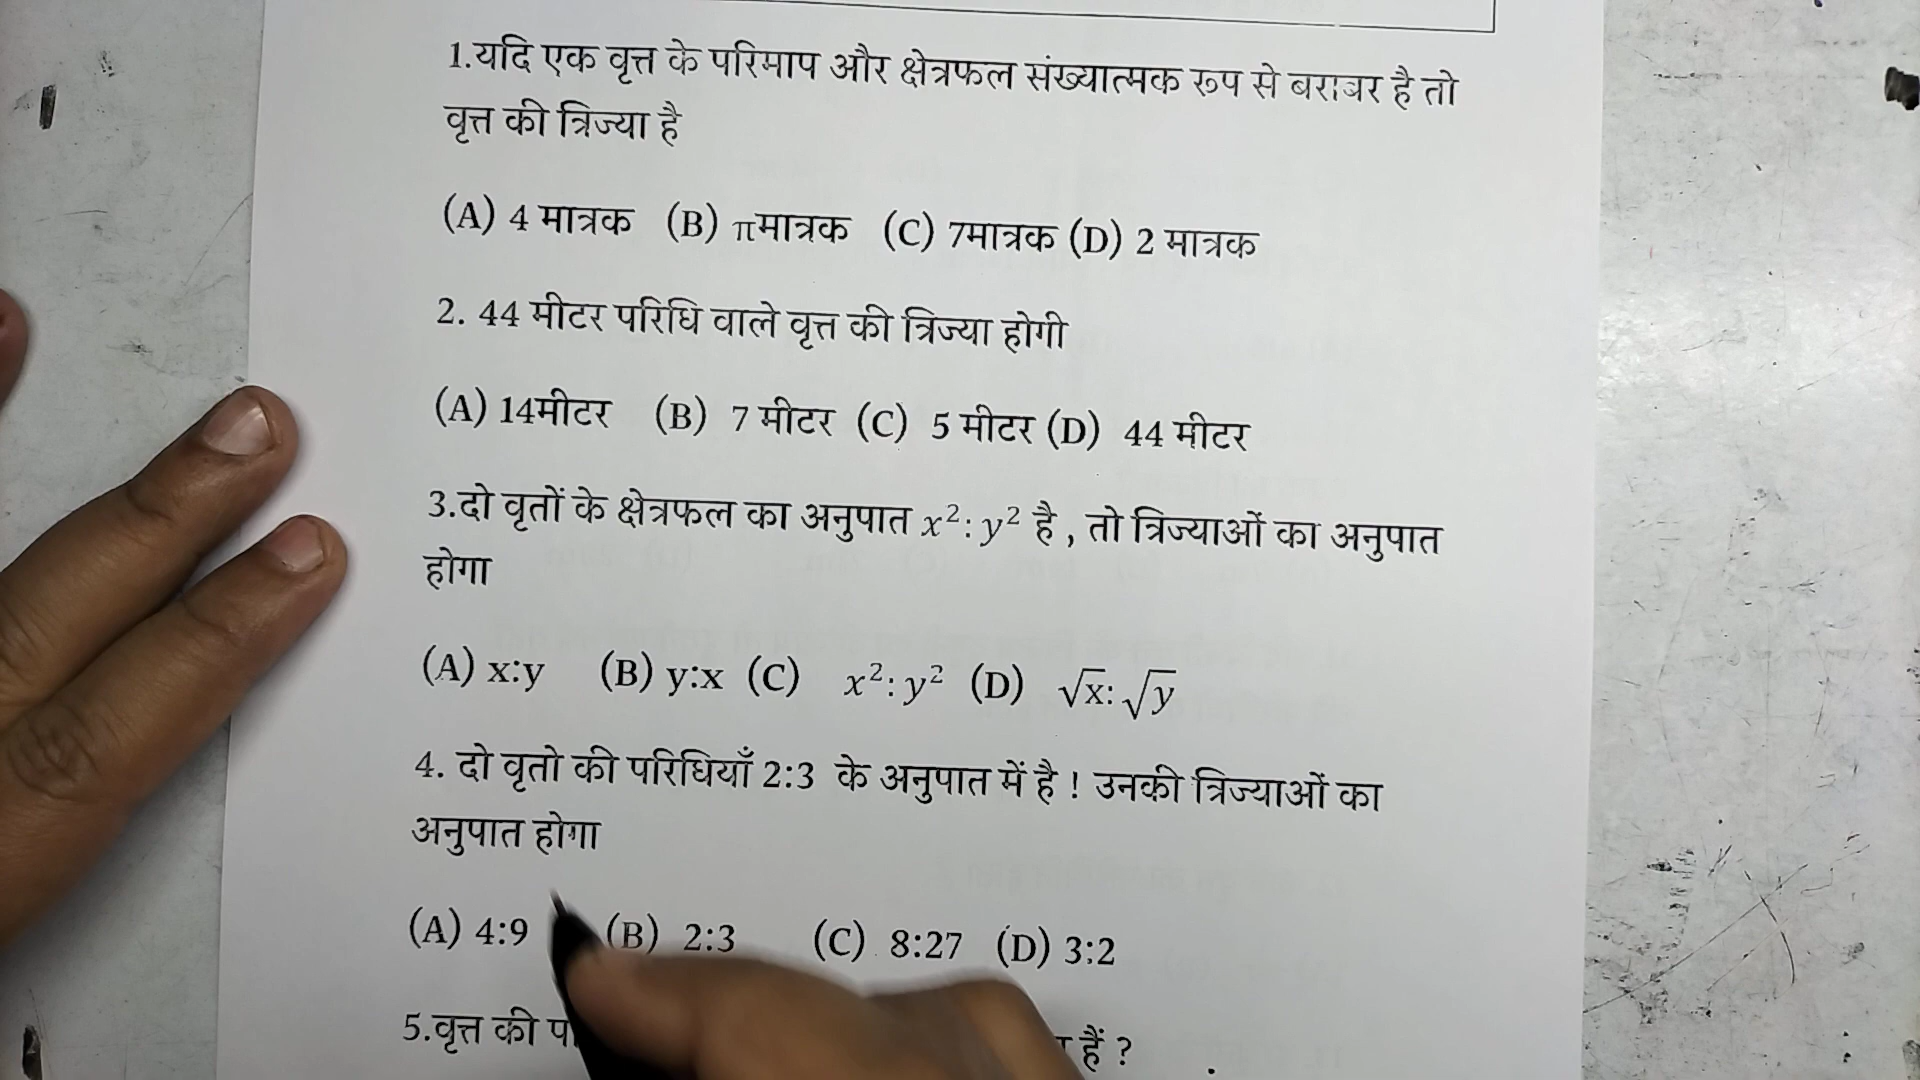 1.यदि एक वृत्त के परिमाप और क्षेत्रफल संख्यात्मक रूप से बराबर है तो
वृत्त की त्रिज्या है
(A) 4 मात्रक (B) πमात्रक (C) 7मात्रक (D) 2 मात्रक
2. 44 मीटर परिधि वाले वृत्त की त्रिज्या होगी
(A) 14मीटर (B) 7 मीटर (C) 5 मीटर (D) 44 मीटर
3.दो वृतों के क्षेत्रफल का अनुपात x²: y² है , तो त्रिज्याओं का अनुपात
होगा
(A) x:y (B) y:x (C) x²: y² (D) √x: √y
4. दो वृतो की परिधियाँ 2:3 के अनुपात में है ! उनकी त्रिज्याओं का
अनुपात होगा
(A) 4:9 (B) 2:3 (C) 8:27 (D) 3:2
5.वृत्त की हैं ?